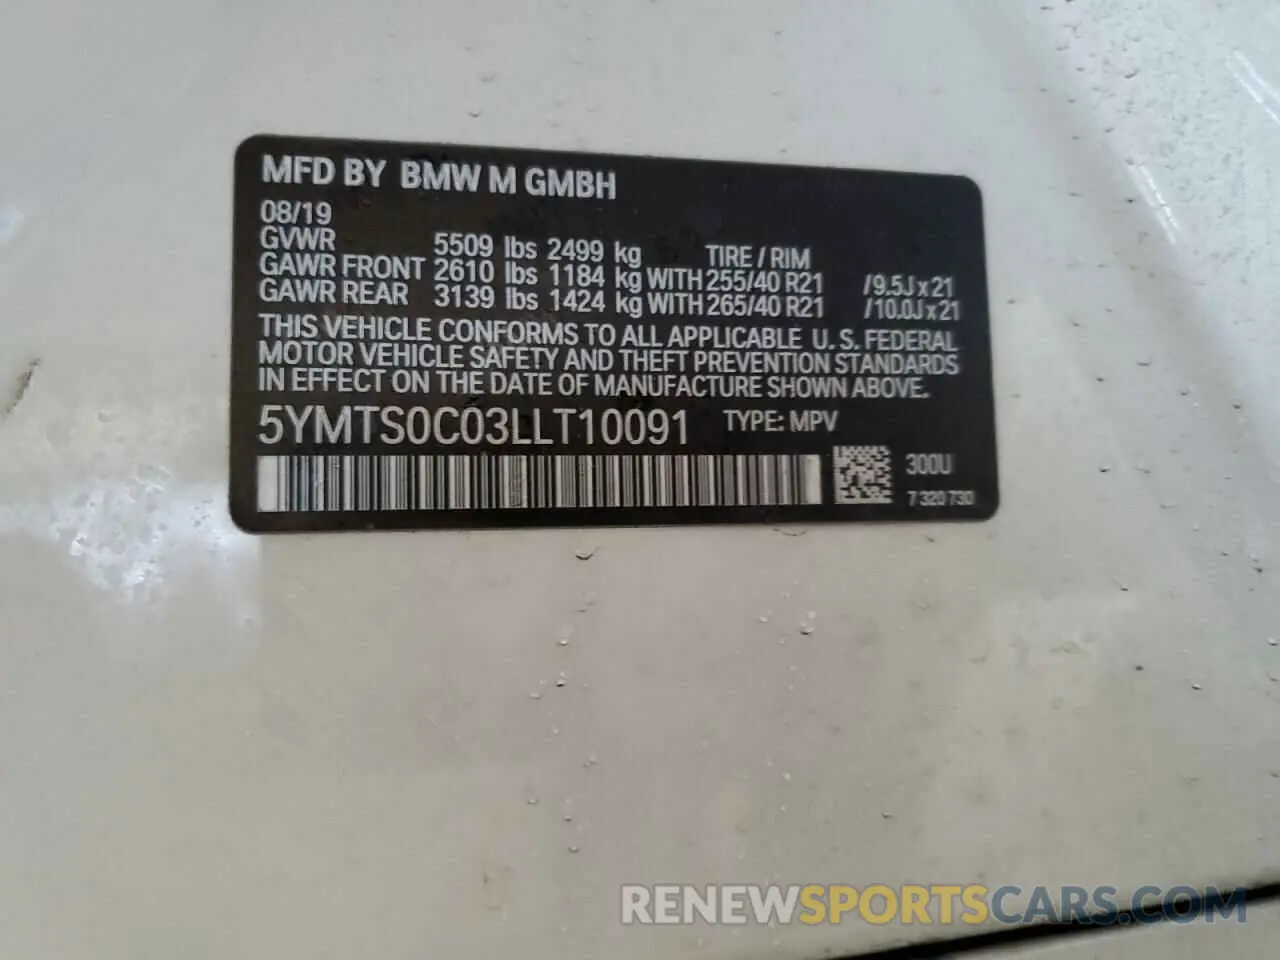 MFD BY BMW M GMBH
08/19
GVWR 5509 lbs 2499 kg TIRE / RIM
GAWR FRONT 2610 lbs 1184 kg WITH 255/40 R21 /9.5J x 21
GAWR REAR 3139 lbs 1424 kg WITH 265/40 R21 /10.0J x 21
THIS VEHICLE CONFORMS TO ALL APPLICABLE U.S. FEDERAL
MOTOR VEHICLE SAFETY AND THEFT PREVENTION STANDARDS
IN EFFECT ON THE DATE OF MANUFACTURE SHOWN ABOVE.
5YMTS0C03LLT10091 TYPE: MPV
300U
7 320 730
RENEWSPORTSCARS.COM